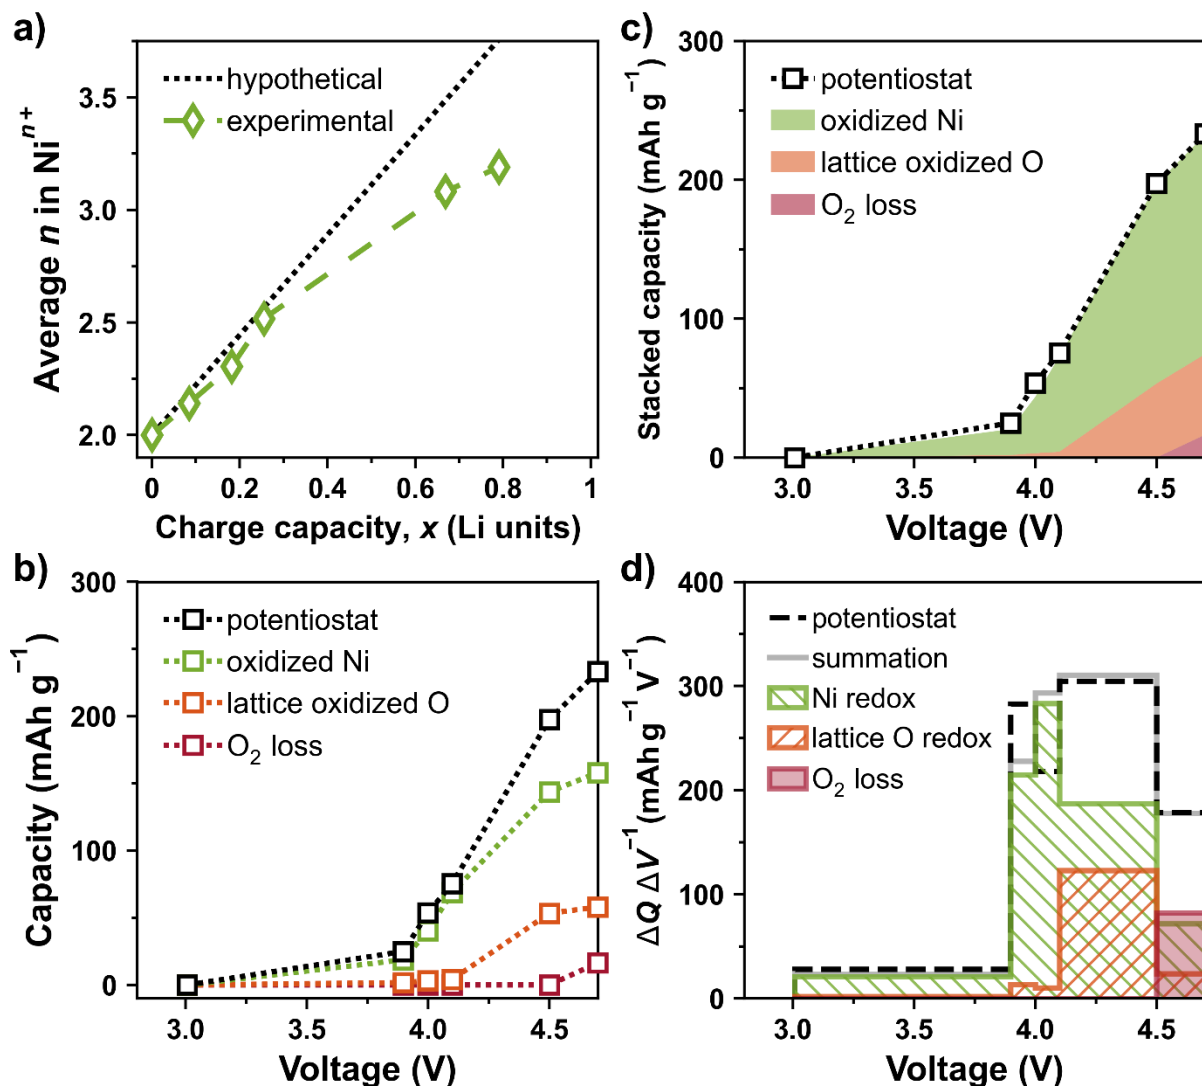 a)
Average n in Niⁿ⁺
3.5
3.0
2.5
2.0
hypothetical
experimental
0 0.2 0.4 0.6 0.8 1
Charge capacity, x (Li units)
c)
Stacked capacity (mAh g⁻¹)
300
200
100
0
potentiostat
oxidized Ni
lattice oxidized O
O₂ loss
3.0 3.5 4.0 4.5
Voltage (V)
b)
Capacity (mAh g⁻¹)
300
200
100
0
potentiostat
oxidized Ni
lattice oxidized O
O₂ loss
3.0 3.5 4.0 4.5
Voltage (V)
d)
ΔQ ΔV⁻¹ (mAh g⁻¹ V⁻¹)
400
300
200
100
0
potentiostat
summation
Ni redox
lattice O redox
O₂ loss
3.0 3.5 4.0 4.5
Voltage (V)